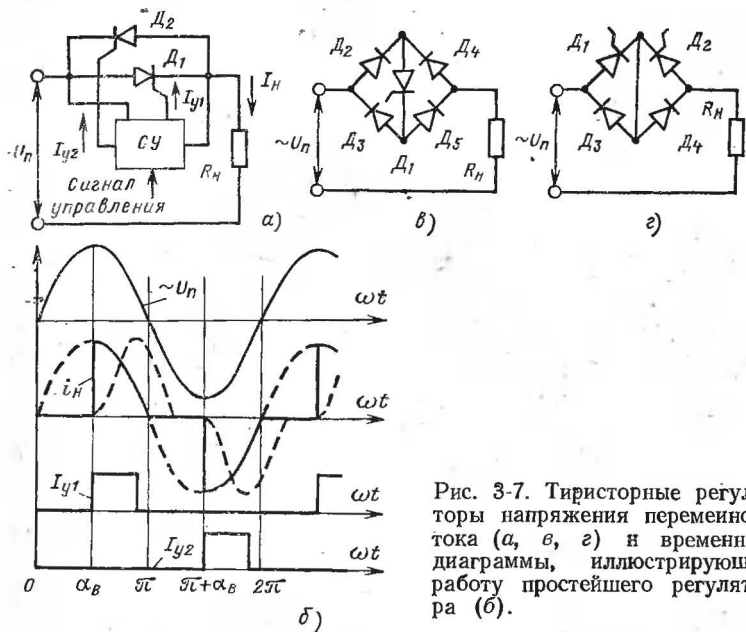 Д₂
Д₁
Iн
Iу1
Iу2
СУ
Uп
Rн
Сигнал
управления
а)
Д₂
Д₄
~Uп
Д₃
Д₅
Д₁
Rн
в)
Д₁
Д₂
~Uп
Rн
Д₃
Д₄
г)
~Uп
ωt
iн
ωt
Iу1
ωt
Iу2
ωt
0
αв
π
π+αв
2π
б)
Рис. 3-7. Тиристорные регул
торы напряжения переменно
тока (а, в, г) и временн
диаграммы, иллюстрирующ
работу простейшего регулят
ра (б).